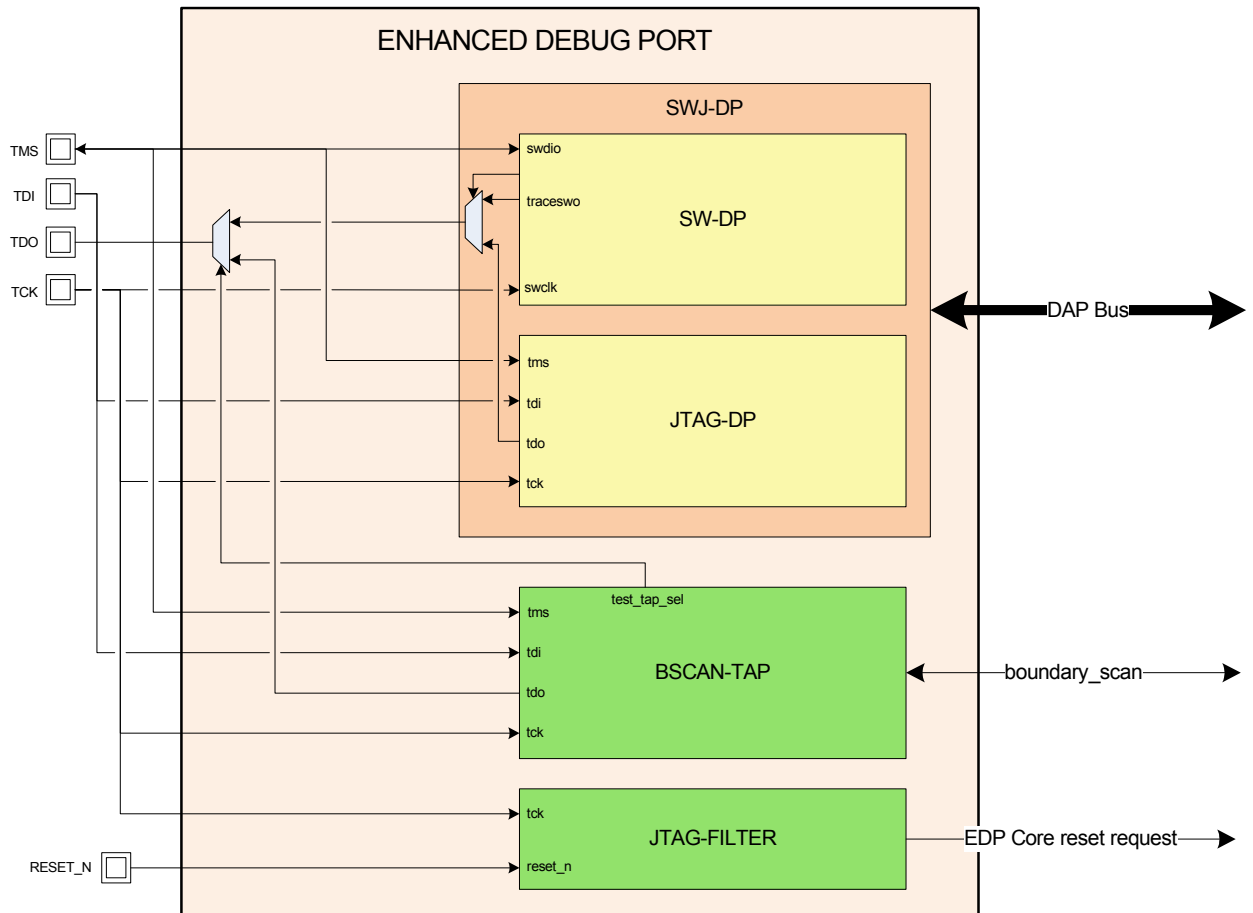 ENHANCED DEBUG PORT
SWJ-DP
TMS
TDI
TDO
TCK
swdio
traceswo
SW-DP
swclk
DAP Bus
tms
tdi
JTAG-DP
tdo
tck
test_tap_sel
tms
tdi
BSCAN-TAP
boundary_scan
tdo
tck
tck
JTAG-FILTER
EDP Core reset request
RESET_N
reset_n